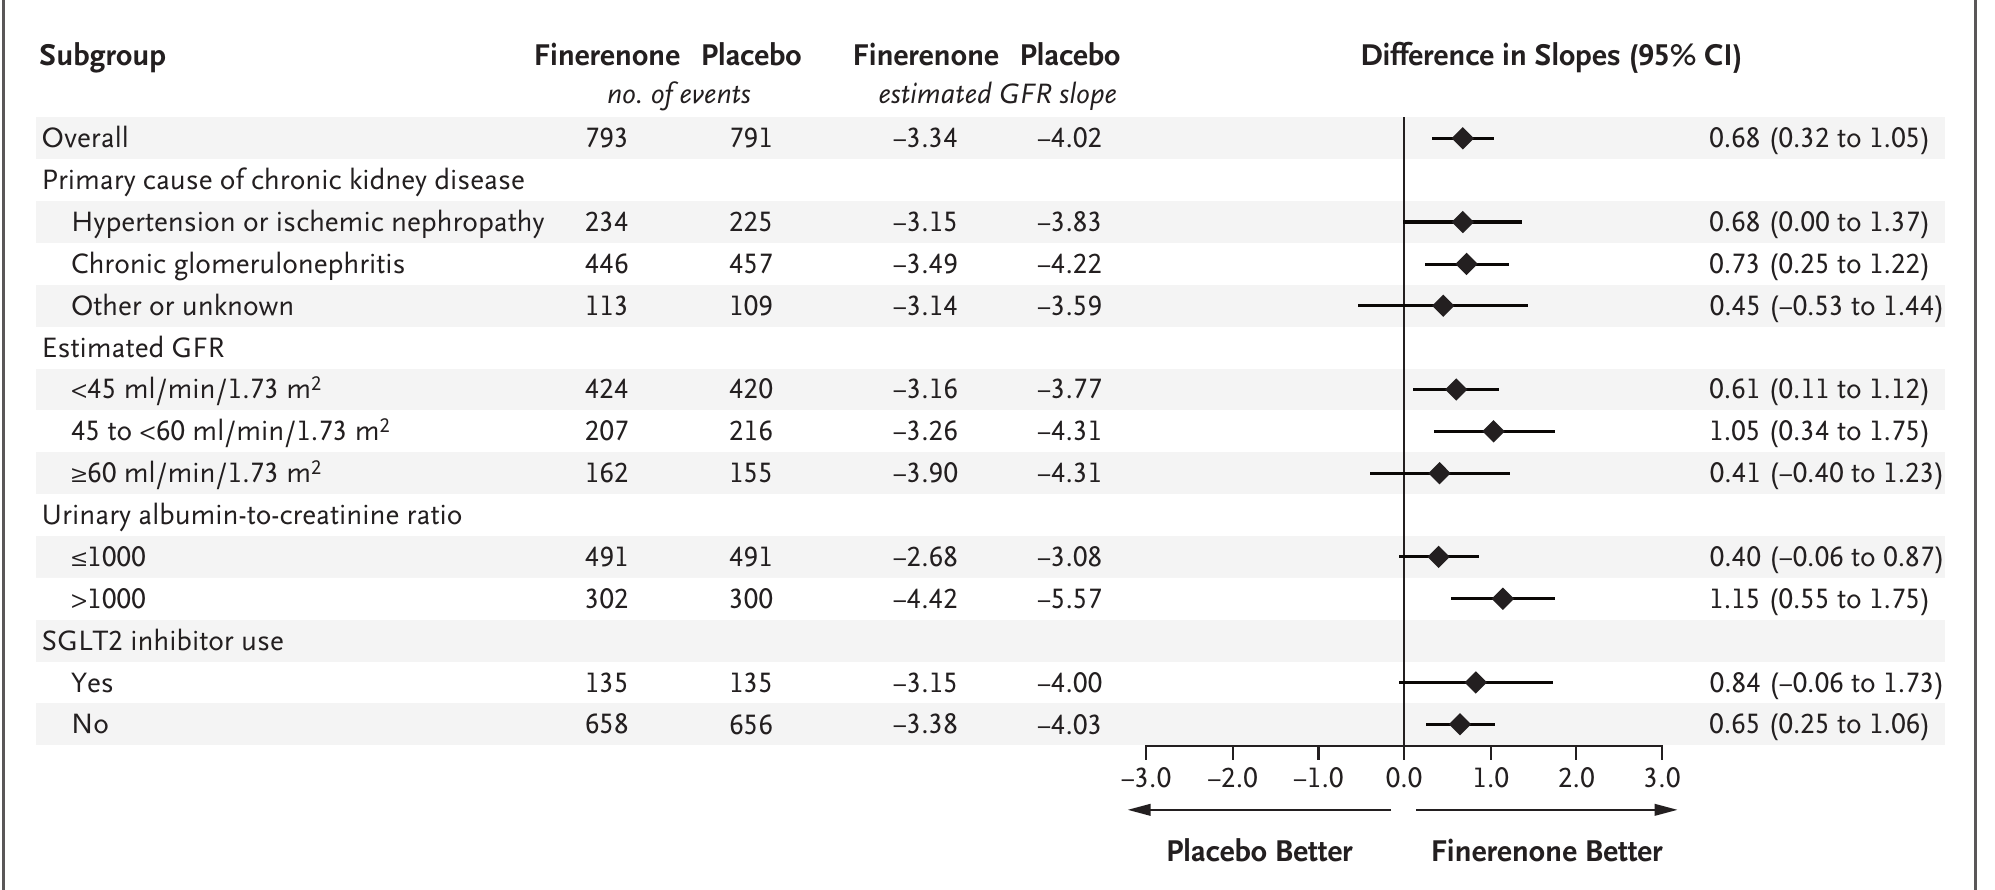 Subgroup Finerenone Placebo Finerenone Placebo Difference in Slopes (95% CI)
no. of events estimated GFR slope
Overall 793 791 –3.34 –4.02 0.68 (0.32 to 1.05)
Primary cause of chronic kidney disease
Hypertension or ischemic nephropathy 234 225 –3.15 –3.83 0.68 (0.00 to 1.37)
Chronic glomerulonephritis 446 457 –3.49 –4.22 0.73 (0.25 to 1.22)
Other or unknown 113 109 –3.14 –3.59 0.45 (–0.53 to 1.44)
Estimated GFR
<45 ml/min/1.73 m² 424 420 –3.16 –3.77 0.61 (0.11 to 1.12)
45 to <60 ml/min/1.73 m² 207 216 –3.26 –4.31 1.05 (0.34 to 1.75)
≥60 ml/min/1.73 m² 162 155 –3.90 –4.31 0.41 (–0.40 to 1.23)
Urinary albumin-to-creatinine ratio
≤1000 491 491 –2.68 –3.08 0.40 (–0.06 to 0.87)
>1000 302 300 –4.42 –5.57 1.15 (0.55 to 1.75)
SGLT2 inhibitor use
Yes 135 135 –3.15 –4.00 0.84 (–0.06 to 1.73)
No 658 656 –3.38 –4.03 0.65 (0.25 to 1.06)
–3.0 –2.0 –1.0 0.0 1.0 2.0 3.0
Placebo Better Finerenone Better